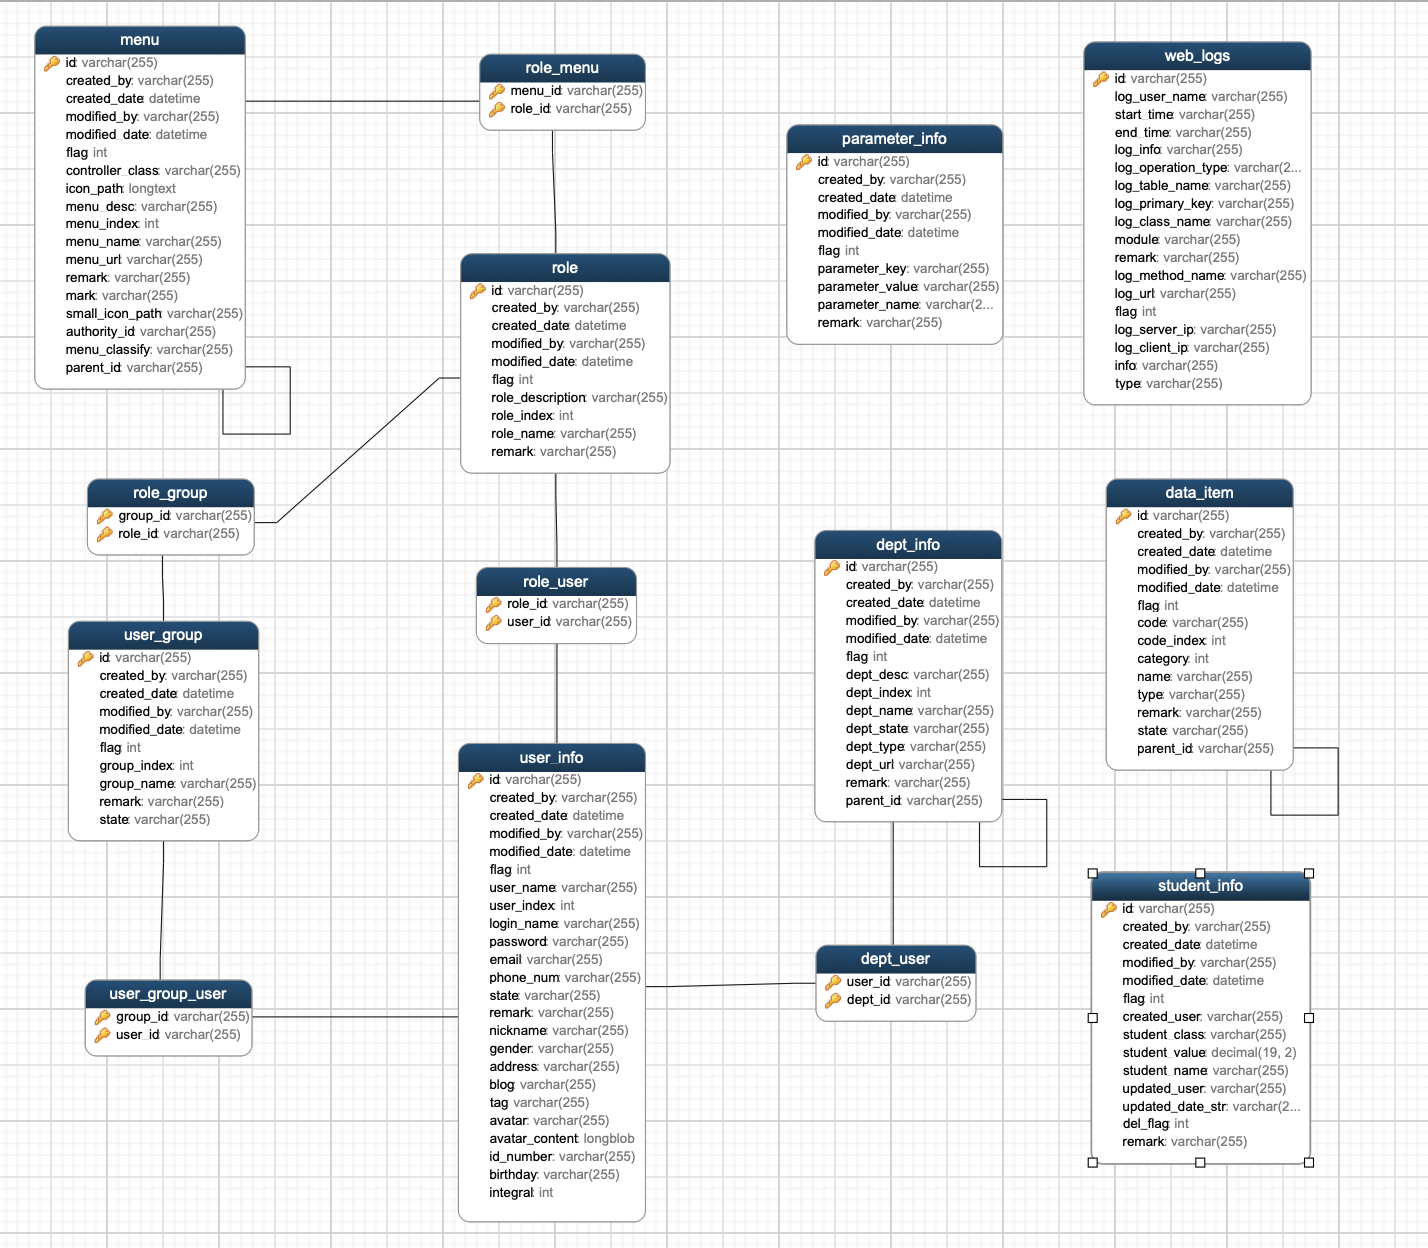 menu
id: varchar(255)
created_by: varchar(255)
created_date: datetime
modified_by: varchar(255)
modified_date: datetime
flag: int
controller_class: varchar(255)
icon_path: longtext
menu_desc: varchar(255)
menu_index: int
menu_name: varchar(255)
menu_url: varchar(255)
remark: varchar(255)
mark: varchar(255)
small_icon_path: varchar(255)
authority_id: varchar(255)
menu_classify: varchar(255)
parent_id: varchar(255)
role_menu
menu_id: varchar(255)
role_id: varchar(255)
parameter_info
id: varchar(255)
created_by: varchar(255)
created_date: datetime
modified_by: varchar(255)
modified_date: datetime
flag: int
parameter_key: varchar(255)
parameter_value: varchar(255)
parameter_name: varchar(2...
remark: varchar(255)
web_logs
id: varchar(255)
log_user_name: varchar(255)
start_time: varchar(255)
end_time: varchar(255)
log_info: varchar(255)
log_operation_type: varchar(2...
log_table_name: varchar(255)
log_primary_key: varchar(255)
log_class_name: varchar(255)
module: varchar(255)
remark: varchar(255)
log_method_name: varchar(255)
log_url: varchar(255)
flag: int
log_server_ip: varchar(255)
log_client_ip: varchar(255)
info: varchar(255)
type: varchar(255)
role
id: varchar(255)
created_by: varchar(255)
created_date: datetime
modified_by: varchar(255)
modified_date: datetime
flag: int
role_description: varchar(255)
role_index: int
role_name: varchar(255)
remark: varchar(255)
role_group
group_id: varchar(255)
role_id: varchar(255)
role_user
role_id: varchar(255)
user_id: varchar(255)
dept_info
id: varchar(255)
created_by: varchar(255)
created_date: datetime
modified_by: varchar(255)
modified_date: datetime
flag: int
dept_desc: varchar(255)
dept_index: int
dept_name: varchar(255)
dept_state: varchar(255)
dept_type: varchar(255)
dept_url: varchar(255)
remark: varchar(255)
parent_id: varchar(255)
data_item
id: varchar(255)
created_by: varchar(255)
created_date: datetime
modified_by: varchar(255)
modified_date: datetime
flag: int
code: varchar(255)
code_index: int
category: int
name: varchar(255)
type: varchar(255)
remark: varchar(255)
state: varchar(255)
parent_id: varchar(255)
user_group
id: varchar(255)
created_by: varchar(255)
created_date: datetime
modified_by: varchar(255)
modified_date: datetime
flag: int
group_index: int
group_name: varchar(255)
remark: varchar(255)
state: varchar(255)
user_info
id: varchar(255)
created_by: varchar(255)
created_date: datetime
modified_by: varchar(255)
modified_date: datetime
flag: int
user_name: varchar(255)
user_index: int
login_name: varchar(255)
password: varchar(255)
email: varchar(255)
phone_num: varchar(255)
state: varchar(255)
remark: varchar(255)
nickname: varchar(255)
gender: varchar(255)
address: varchar(255)
blog: varchar(255)
tag: varchar(255)
avatar: varchar(255)
avatar_content: longblob
id_number: varchar(255)
birthday: varchar(255)
integral: int
user_group_user
group_id: varchar(255)
user_id: varchar(255)
dept_user
user_id: varchar(255)
dept_id: varchar(255)
student_info
id: varchar(255)
created_by: varchar(255)
created_date: datetime
modified_by: varchar(255)
modified_date: datetime
flag: int
created_user: varchar(255)
student_class: varchar(255)
student_value: decimal(19, 2)
student_name: varchar(255)
updated_user: varchar(255)
updated_date_str: varchar(2...
del_flag: int
remark: varchar(255)